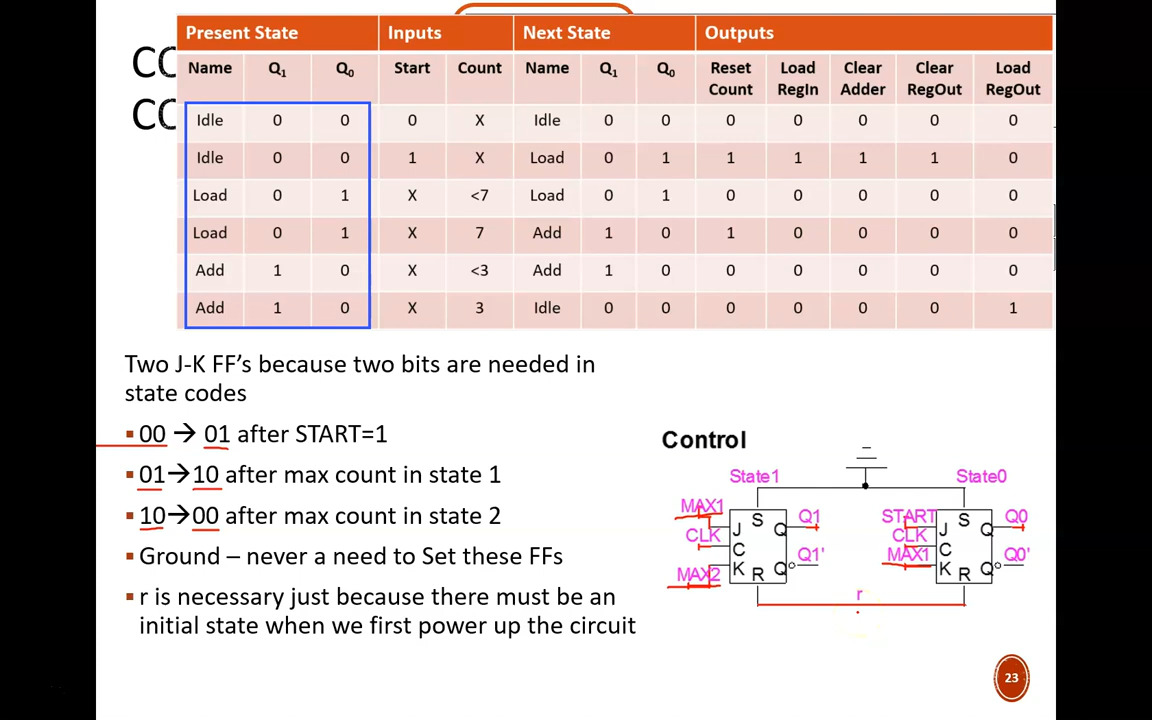 CO
CO
Present State Inputs Next State Outputs
Name Q1 Q0 Start Count Name Q1 Q0 Reset Count Load RegIn Clear Adder Clear RegOut Load RegOut
Idle 0 0 0 X Idle 0 0 0 0 0 0 0
Idle 0 0 1 X Load 0 1 1 1 1 1 0
Load 0 1 X <7 Load 0 1 0 0 0 0 0
Load 0 1 X 7 Add 1 0 1 0 0 0 0
Add 1 0 X <3 Add 1 0 0 0 0 0 0
Add 1 0 X 3 Idle 0 0 0 0 0 0 1
Two J-K FF's because two bits are needed in
state codes
▪ 00 → 01 after START=1
▪ 01→10 after max count in state 1
▪ 10→00 after max count in state 2
▪ Ground – never a need to Set these FFs
▪ r is necessary just because there must be an
initial state when we first power up the circuit
Control
State1 State0
MAX1 J S Q Q1 START J S Q Q0
CLK C CLK C
MAX2 K R Q Q1' MAX1 K R Q Q0'
r
23